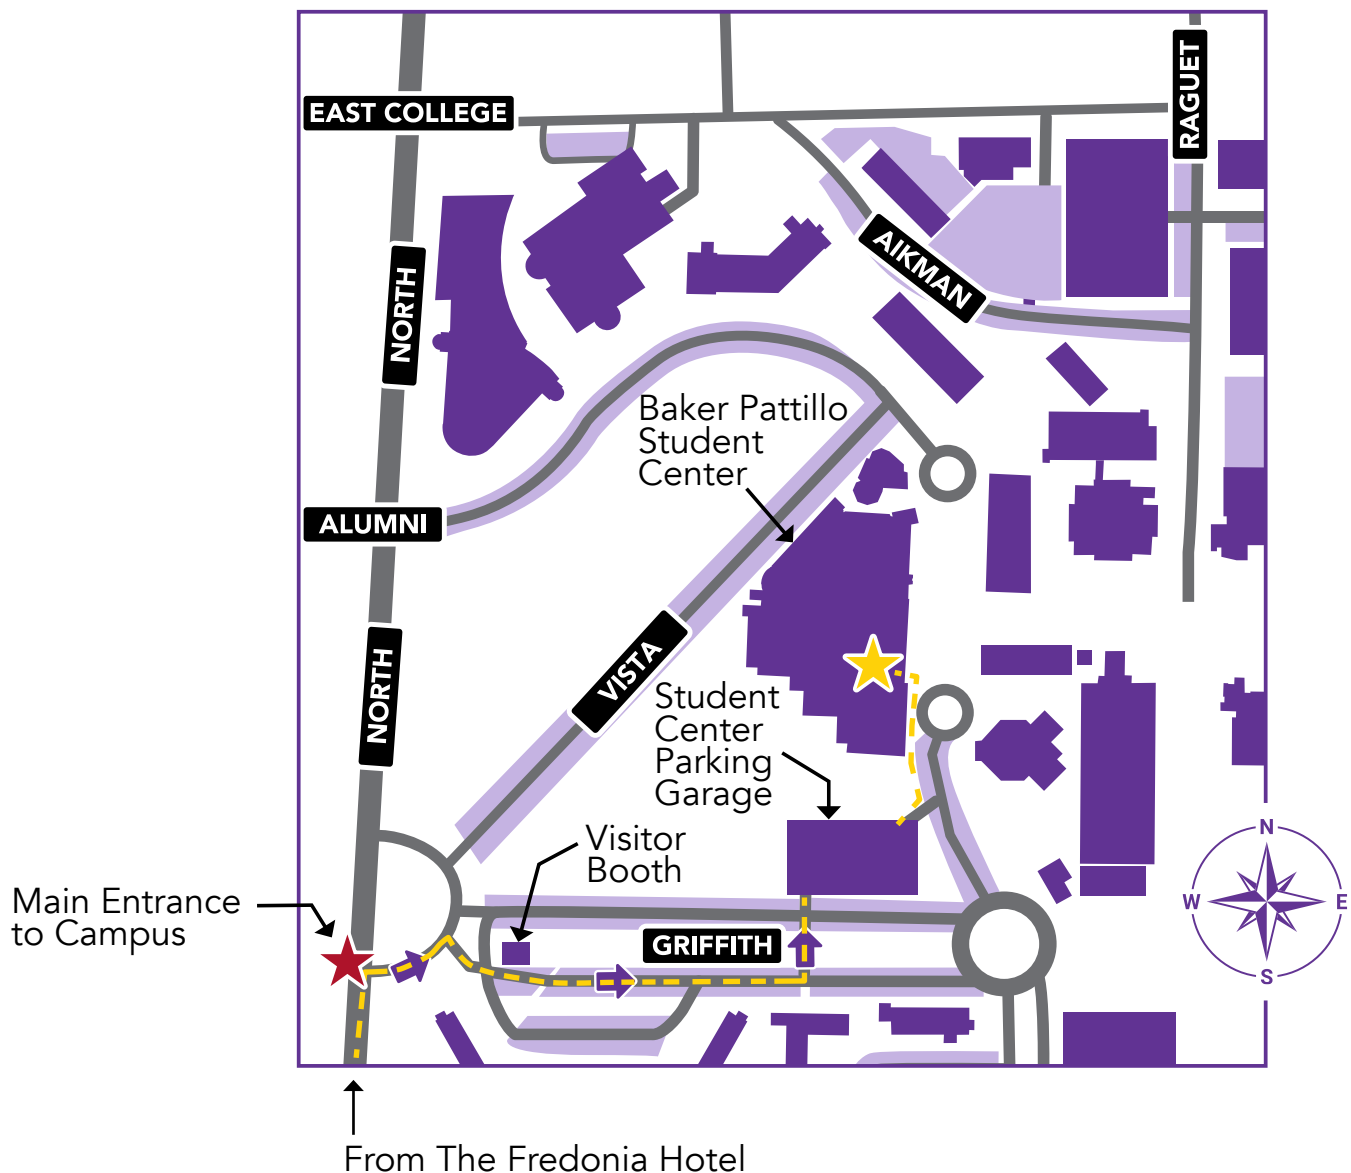 EAST COLLEGE
RAGUET
NORTH
AIKMAN
Baker Pattillo
Student
Center
ALUMNI
NORTH
VISTA
Student
Center
Parking
Garage
Visitor
Booth
Main Entrance
to Campus
GRIFFITH
N
W
E
S
From The Fredonia Hotel